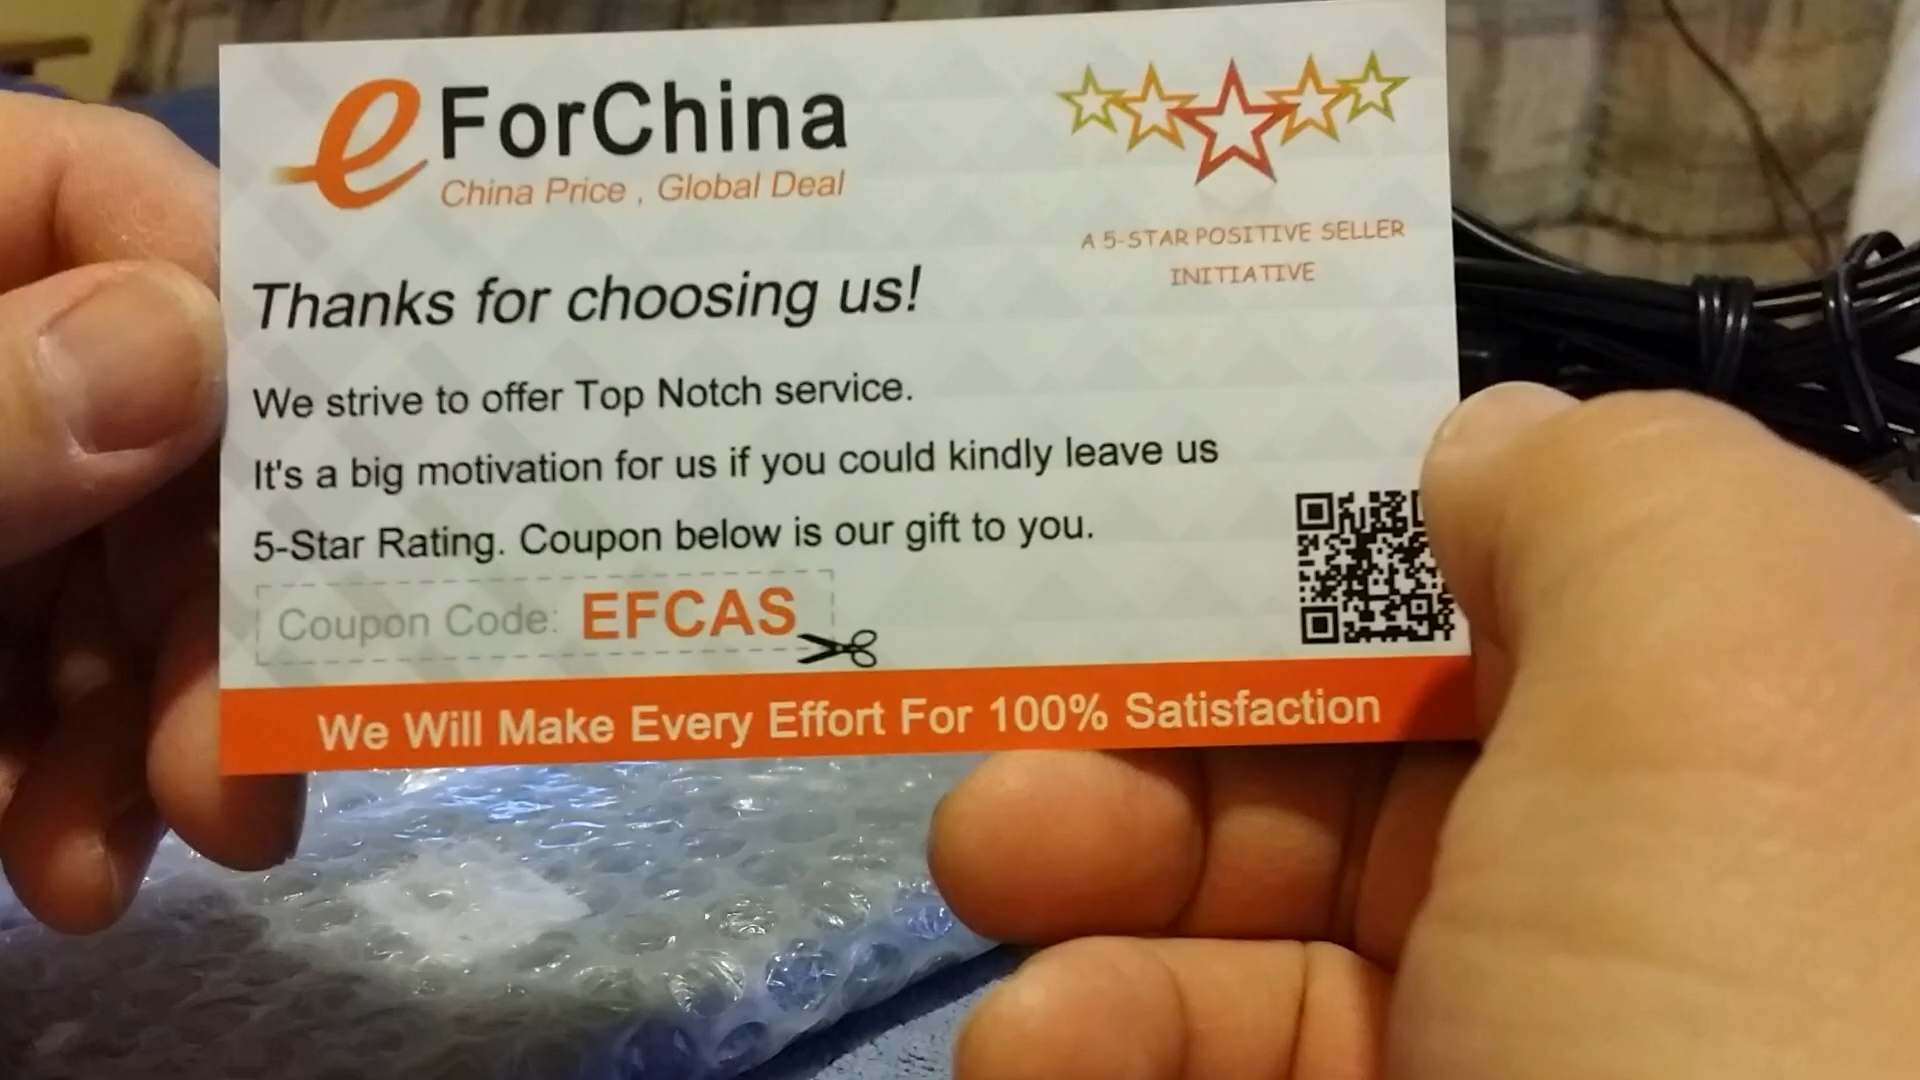 eForChina
China Price , Global Deal
A 5-STAR POSITIVE SELLER
INITIATIVE
Thanks for choosing us!
We strive to offer Top Notch service.
It's a big motivation for us if you could kindly leave us
5-Star Rating. Coupon below is our gift to you.
Coupon Code: EFCAS
We Will Make Every Effort For 100% Satisfaction